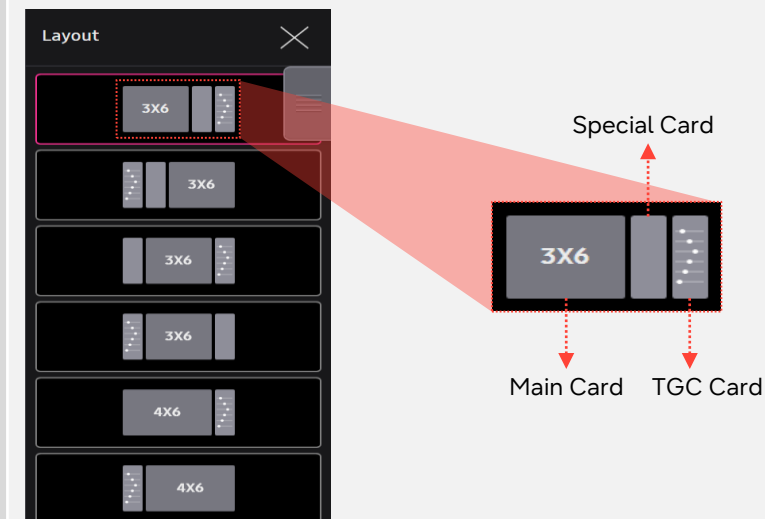 Layout
3X6
3X6
3X6
3X6
4X6
4X6
Special Card
3X6
Main Card
TGC Card